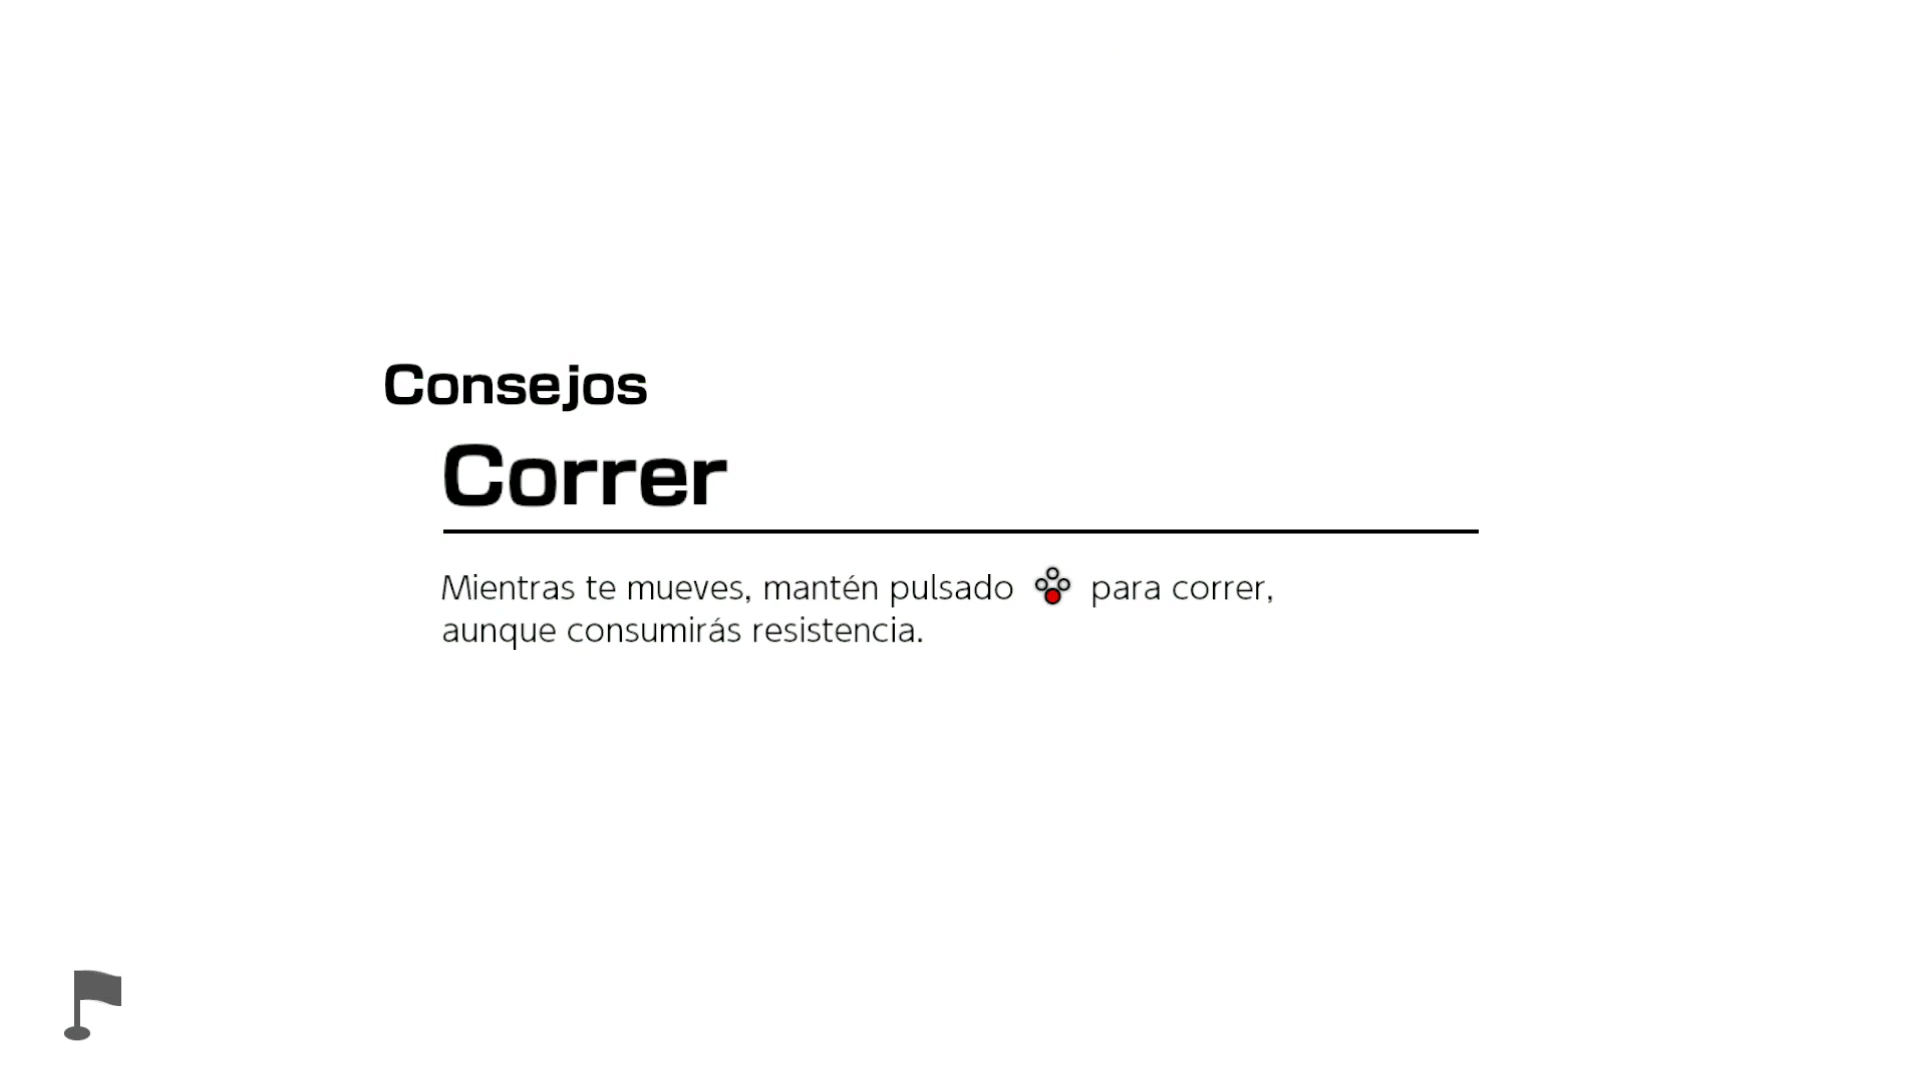 Consejos
Correr
Mientras te mueves, mantén pulsado para correr,
aunque consumirás resistencia.